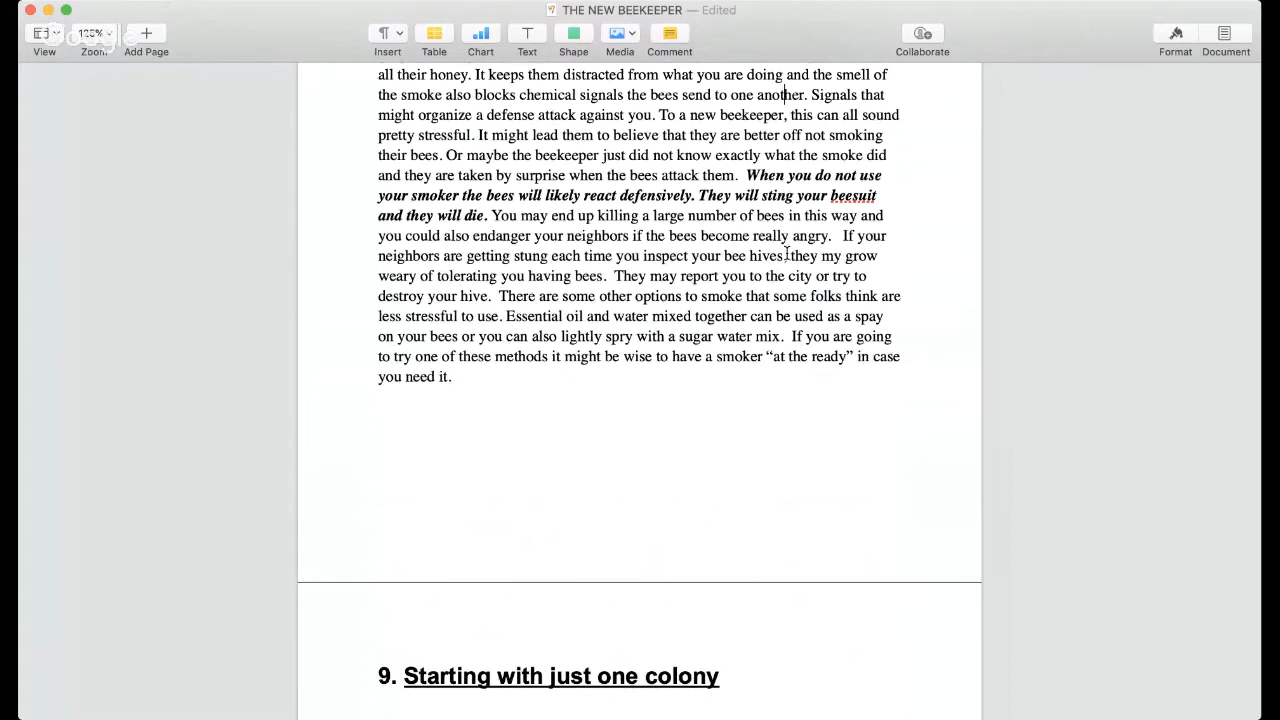 THE NEW BEEKEEPER — Edited
Google
125%
View Zoom Add Page Insert Table Chart Text Shape Media Comment Collaborate Format Document
all their honey. It keeps them distracted from what you are doing and the smell of
the smoke also blocks chemical signals the bees send to one another. Signals that
might organize a defense attack against you. To a new beekeeper, this can all sound
pretty stressful. It might lead them to believe that they are better off not smoking
their bees. Or maybe the beekeeper just did not know exactly what the smoke did
and they are taken by surprise when the bees attack them. When you do not use
your smoker the bees will likely react defensively. They will sting your beesuit
and they will die. You may end up killing a large number of bees in this way and
you could also endanger your neighbors if the bees become really angry. If your
neighbors are getting stung each time you inspect your bee hives, they my grow
weary of tolerating you having bees. They may report you to the city or try to
destroy your hive. There are some other options to smoke that some folks think are
less stressful to use. Essential oil and water mixed together can be used as a spay
on your bees or you can also lightly spry with a sugar water mix. If you are going
to try one of these methods it might be wise to have a smoker “at the ready” in case
you need it.
9. Starting with just one colony